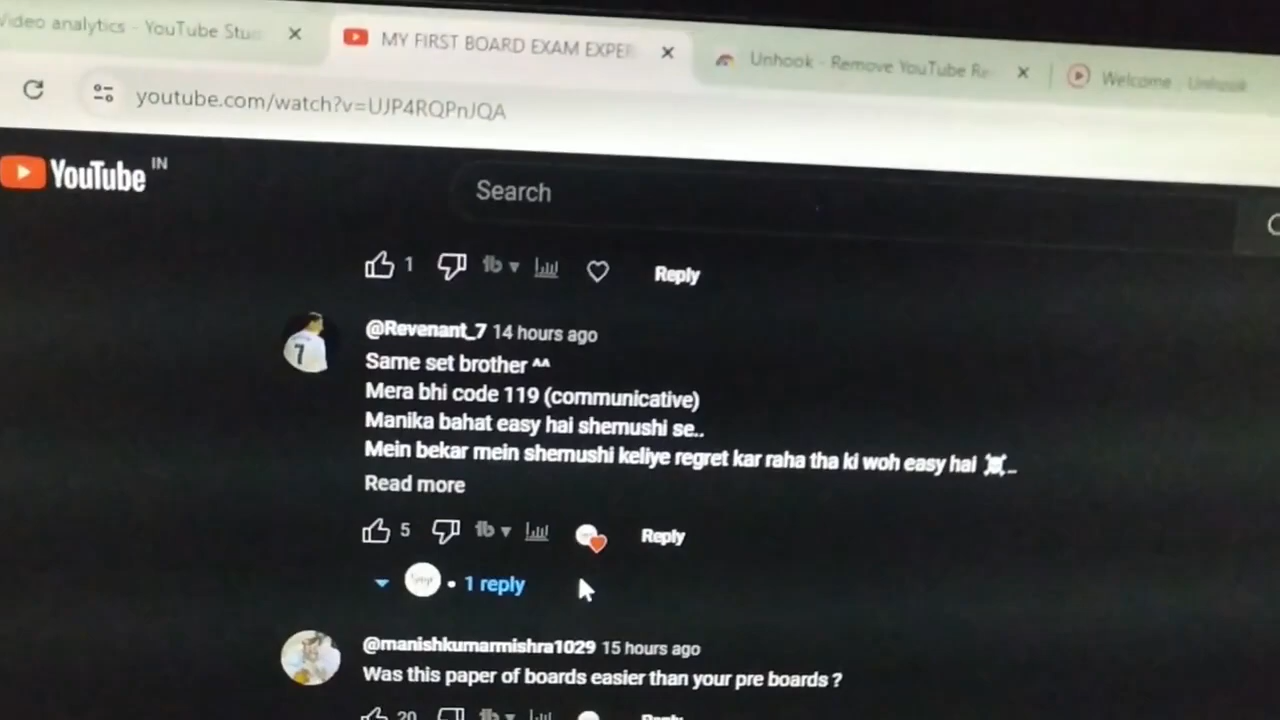 Video analytics - YouTube Stu
MY FIRST BOARD EXAM EXPER
Unhook - Remove YouTube Re
Welcome Unhook
youtube.com/watch?v=UJP4RQPnJQA
YouTube IN
Search
1
Reply
@Revenant_7 14 hours ago
Same set brother ^^
Mera bhi code 119 (communicative)
Manika bahat easy hai shemushi se..
Mein bekar mein shemushi keliye regret kar raha tha ki woh easy hai ☠️..
Read more
5
Reply
• 1 reply
@manishkumarmishra1029 15 hours ago
Was this paper of boards easier than your pre boards ?
20
Reply